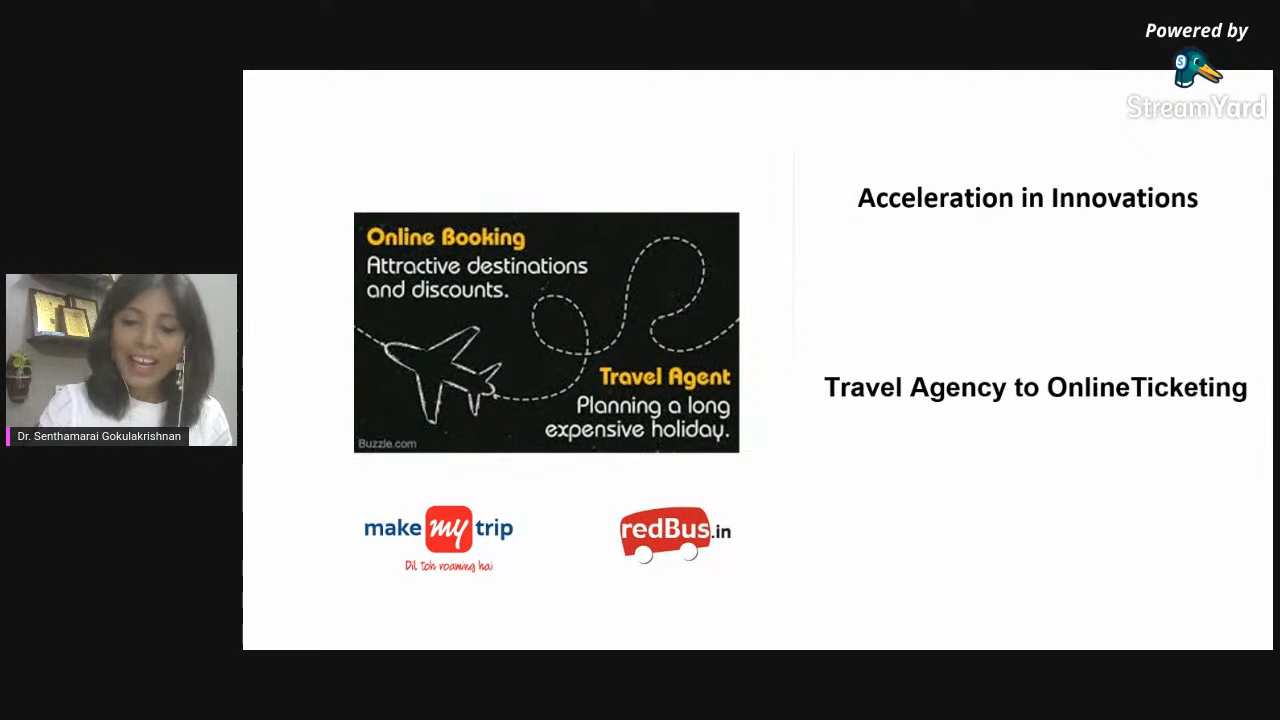 Powered by
StreamYard
Acceleration in Innovations
Online Booking
Attractive destinations
and discounts.
Travel Agent
Planning a long
expensive holiday.
Buzzle.com
Travel Agency to OnlineTicketing
Dr. Senthamarai Gokulakrishnan
make my trip
Dil toh roaming hai
redBus.in